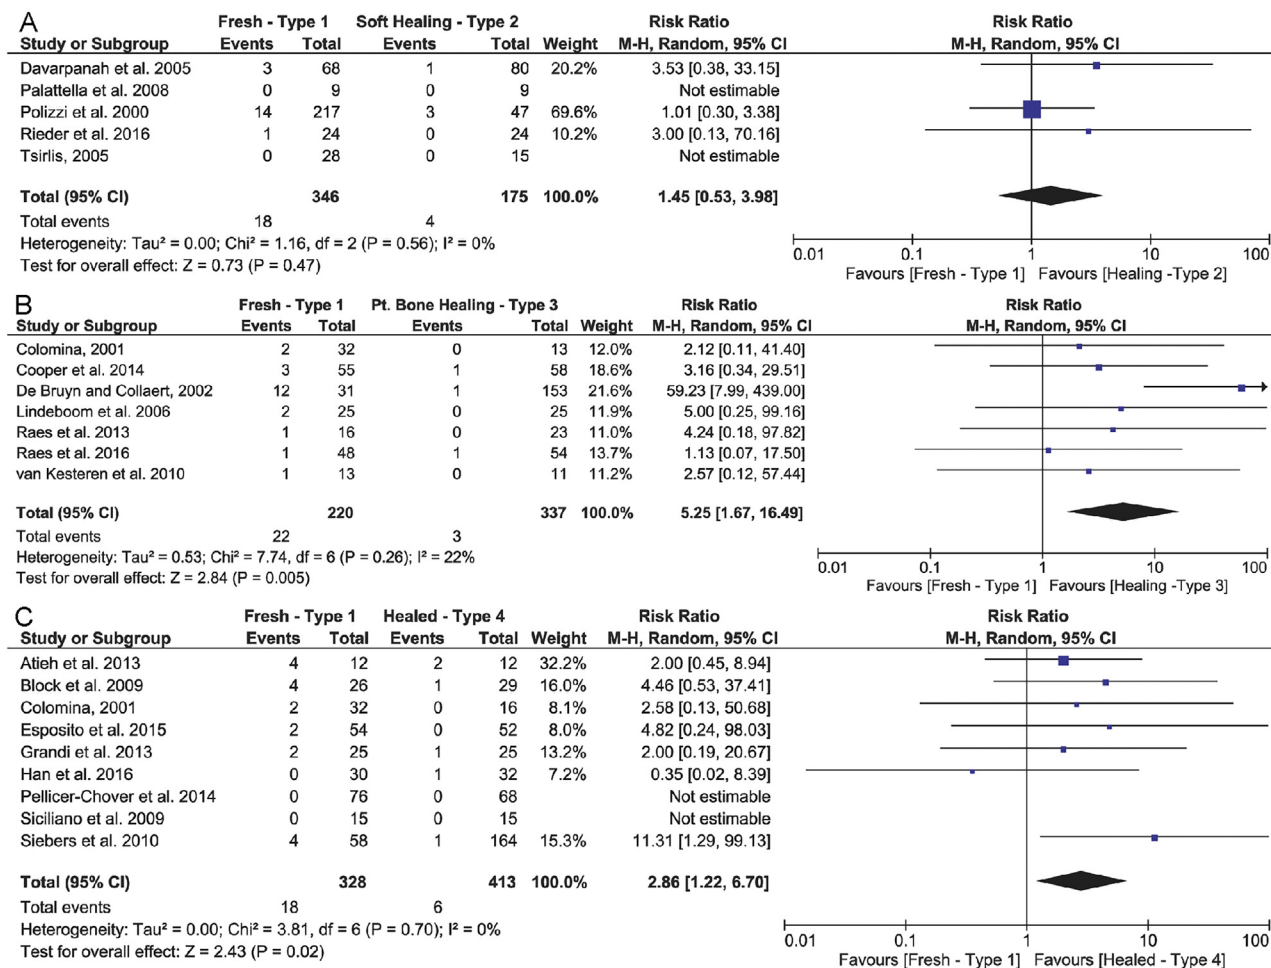 A
Fresh - Type 1 Soft Healing - Type 2 Risk Ratio Risk Ratio
Study or Subgroup Events Total Events Total Weight M-H, Random, 95% CI M-H, Random, 95% CI
Davarpanah et al. 2005 3 68 1 80 20.2% 3.53 [0.38, 33.15]
Palattella et al. 2008 0 9 0 9 Not estimable
Polizzi et al. 2000 14 217 3 47 69.6% 1.01 [0.30, 3.38]
Rieder et al. 2016 1 24 0 24 10.2% 3.00 [0.13, 70.16]
Tsirlis, 2005 0 28 0 15 Not estimable
Total (95% CI) 346 175 100.0% 1.45 [0.53, 3.98]
Total events 18 4
Heterogeneity: Tau² = 0.00; Chi² = 1.16, df = 2 (P = 0.56); I² = 0%
Test for overall effect: Z = 0.73 (P = 0.47)
0.01 0.1 1 10 100
Favours [Fresh - Type 1] Favours [Healing -Type 2]
B
Fresh - Type 1 Pt. Bone Healing - Type 3 Risk Ratio Risk Ratio
Study or Subgroup Events Total Events Total Weight M-H, Random, 95% CI M-H, Random, 95% CI
Colomina, 2001 2 32 0 13 12.0% 2.12 [0.11, 41.40]
Cooper et al. 2014 3 55 1 58 18.6% 3.16 [0.34, 29.51]
De Bruyn and Collaert, 2002 12 31 1 153 21.6% 59.23 [7.99, 439.00]
Lindeboom et al. 2006 2 25 0 25 11.9% 5.00 [0.25, 99.16]
Raes et al. 2013 1 16 0 23 11.0% 4.24 [0.18, 97.82]
Raes et al. 2016 1 48 1 54 13.7% 1.13 [0.07, 17.50]
van Kesteren et al. 2010 1 13 0 11 11.2% 2.57 [0.12, 57.44]
Total (95% CI) 220 337 100.0% 5.25 [1.67, 16.49]
Total events 22 3
Heterogeneity: Tau² = 0.53; Chi² = 7.74, df = 6 (P = 0.26); I² = 22%
Test for overall effect: Z = 2.84 (P = 0.005)
0.01 0.1 1 10 100
Favours [Fresh - Type 1] Favours [Healing -Type 3]
C
Fresh - Type 1 Healed - Type 4 Risk Ratio Risk Ratio
Study or Subgroup Events Total Events Total Weight M-H, Random, 95% CI M-H, Random, 95% CI
Atieh et al. 2013 4 12 2 12 32.2% 2.00 [0.45, 8.94]
Block et al. 2009 4 26 1 29 16.0% 4.46 [0.53, 37.41]
Colomina, 2001 2 32 0 16 8.1% 2.58 [0.13, 50.68]
Esposito et al. 2015 2 54 0 52 8.0% 4.82 [0.24, 98.03]
Grandi et al. 2013 2 25 1 25 13.2% 2.00 [0.19, 20.67]
Han et al. 2016 0 30 1 32 7.2% 0.35 [0.02, 8.39]
Pellicer-Chover et al. 2014 0 76 0 68 Not estimable
Siciliano et al. 2009 0 15 0 15 Not estimable
Siebers et al. 2010 4 58 1 164 15.3% 11.31 [1.29, 99.13]
Total (95% CI) 328 413 100.0% 2.86 [1.22, 6.70]
Total events 18 6
Heterogeneity: Tau² = 0.00; Chi² = 3.81, df = 6 (P = 0.70); I² = 0%
Test for overall effect: Z = 2.43 (P = 0.02)
0.01 0.1 1 10 100
Favours [Fresh - Type 1] Favours [Healed - Type 4]